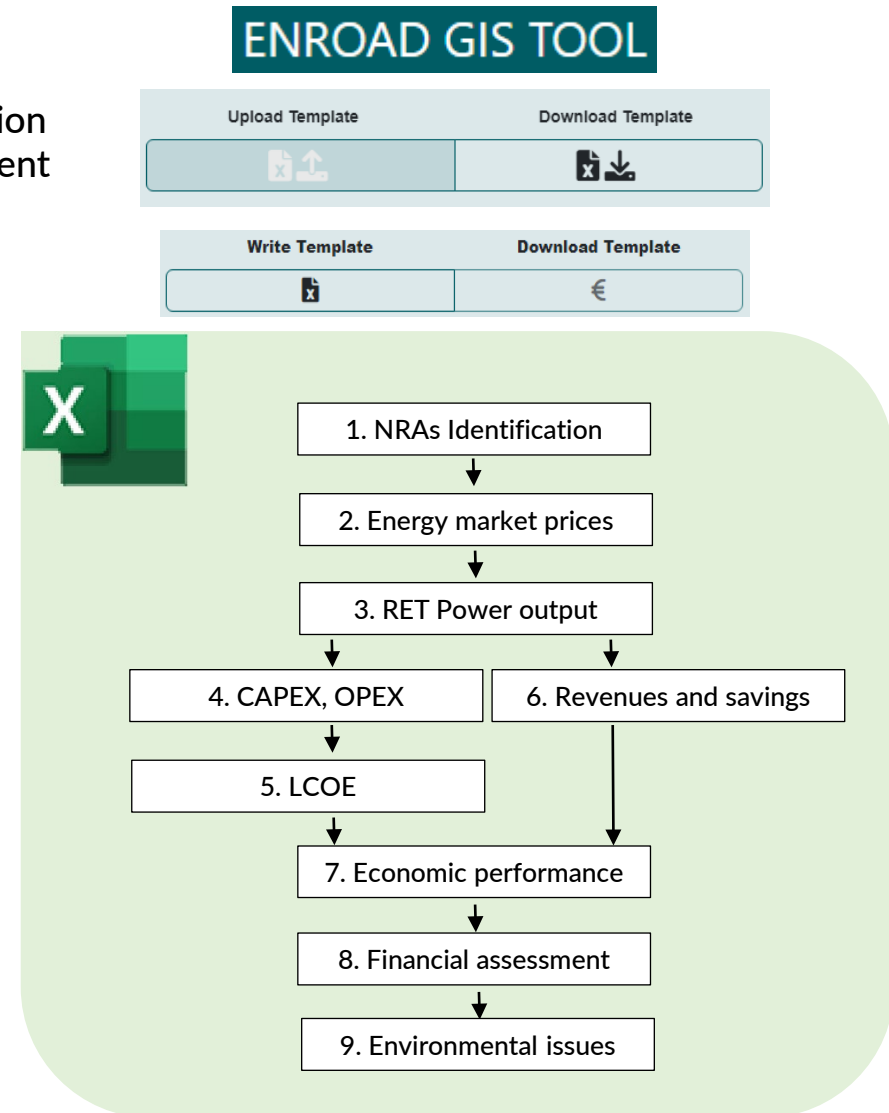 ENROAD GIS TOOL
ion
ent
Upload Template
Download Template
Write Template
Download Template
€
X
1. NRAs Identification
2. Energy market prices
3. RET Power output
4. CAPEX, OPEX
6. Revenues and savings
5. LCOE
7. Economic performance
8. Financial assessment
9. Environmental issues